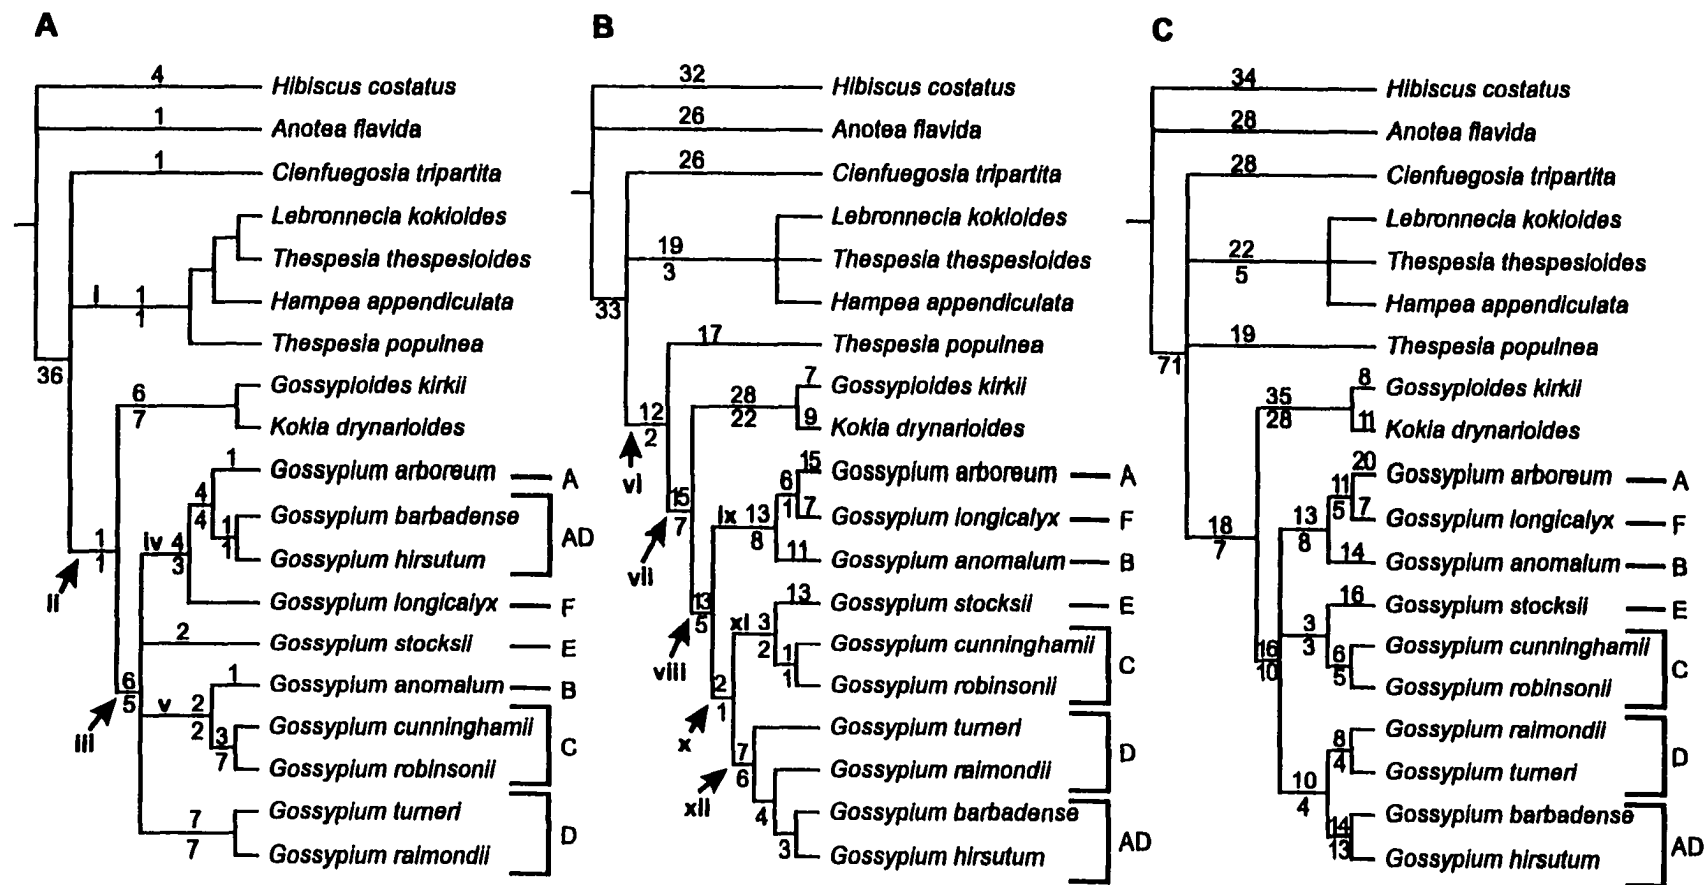 A
4
Hibiscus costatus
1
Anotea flavida
1
Cienfuegosia tripartita
Lebronnecia kokioides
Thespesia thespesioides
i 1
1
Hampea appendiculata
Thespesia populnea
36
6
7
Gossypioides kirkii
Kokia drynarioides
1
Gossypium arboreum
A
4
4
1
1
Gossypium barbadense
Gossypium hirsutum
AD
1
1
ii
iv 4
3
Gossypium longicalyx
F
2
Gossypium stocksii
E
6
5
iii
1
Gossypium anomalum
B
v 2
2
3
7
Gossypium cunninghamii
Gossypium robinsonii
C
7
7
Gossypium turneri
Gossypium raimondii
D
B
32
Hibiscus costatus
26
Anotea flavida
26
Cienfuegosia tripartita
Lebronnecia kokioides
19
3
Thespesia thespesioides
Hampea appendiculata
33
17
Thespesia populnea
12
2
vi
28
22
7
Gossypioides kirkii
9
Kokia drynarioides
15
7
vii
15
Gossypium arboreum
A
6
1
7
Gossypium longicalyx
F
ix 13
8
11
Gossypium anomalum
B
13
5
viii
13
Gossypium stocksii
E
xi 3
2
1
1
Gossypium cunninghamii
Gossypium robinsonii
C
2
1
x
Gossypium turneri
7
6
xii
Gossypium raimondii
D
4
Gossypium barbadense
3
Gossypium hirsutum
AD
C
34
Hibiscus costatus
28
Anotea flavida
28
Cienfuegosia tripartita
Lebronnecia kokioides
22
5
Thespesia thespesioides
Hampea appendiculata
71
19
Thespesia populnea
35
28
8
Gossypioides kirkii
11
Kokia drynarioides
20
Gossypium arboreum
A
11
5
7
Gossypium longicalyx
F
18
7
13
8
14
Gossypium anomalum
B
16
Gossypium stocksii
E
16
10
3
3
6
5
Gossypium cunninghamii
Gossypium robinsonii
C
8
4
Gossypium raimondii
Gossypium turneri
D
10
4
14
13
Gossypium barbadense
Gossypium hirsutum
AD